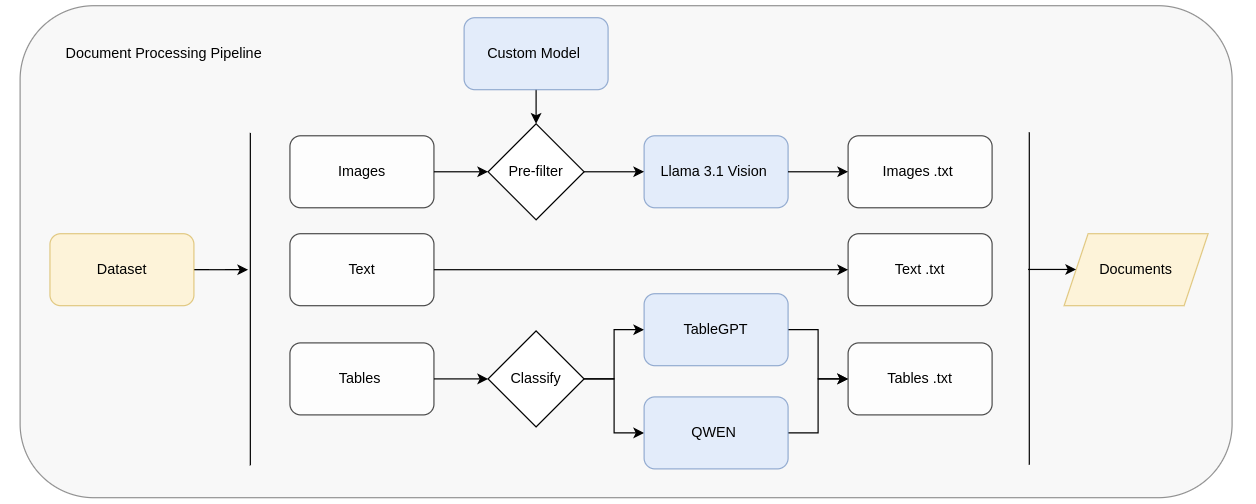 Document Processing Pipeline
Custom Model
Images
Pre-filter
Llama 3.1 Vision
Images .txt
Dataset
Text
Text .txt
Documents
TableGPT
Tables
Classify
Tables .txt
QWEN